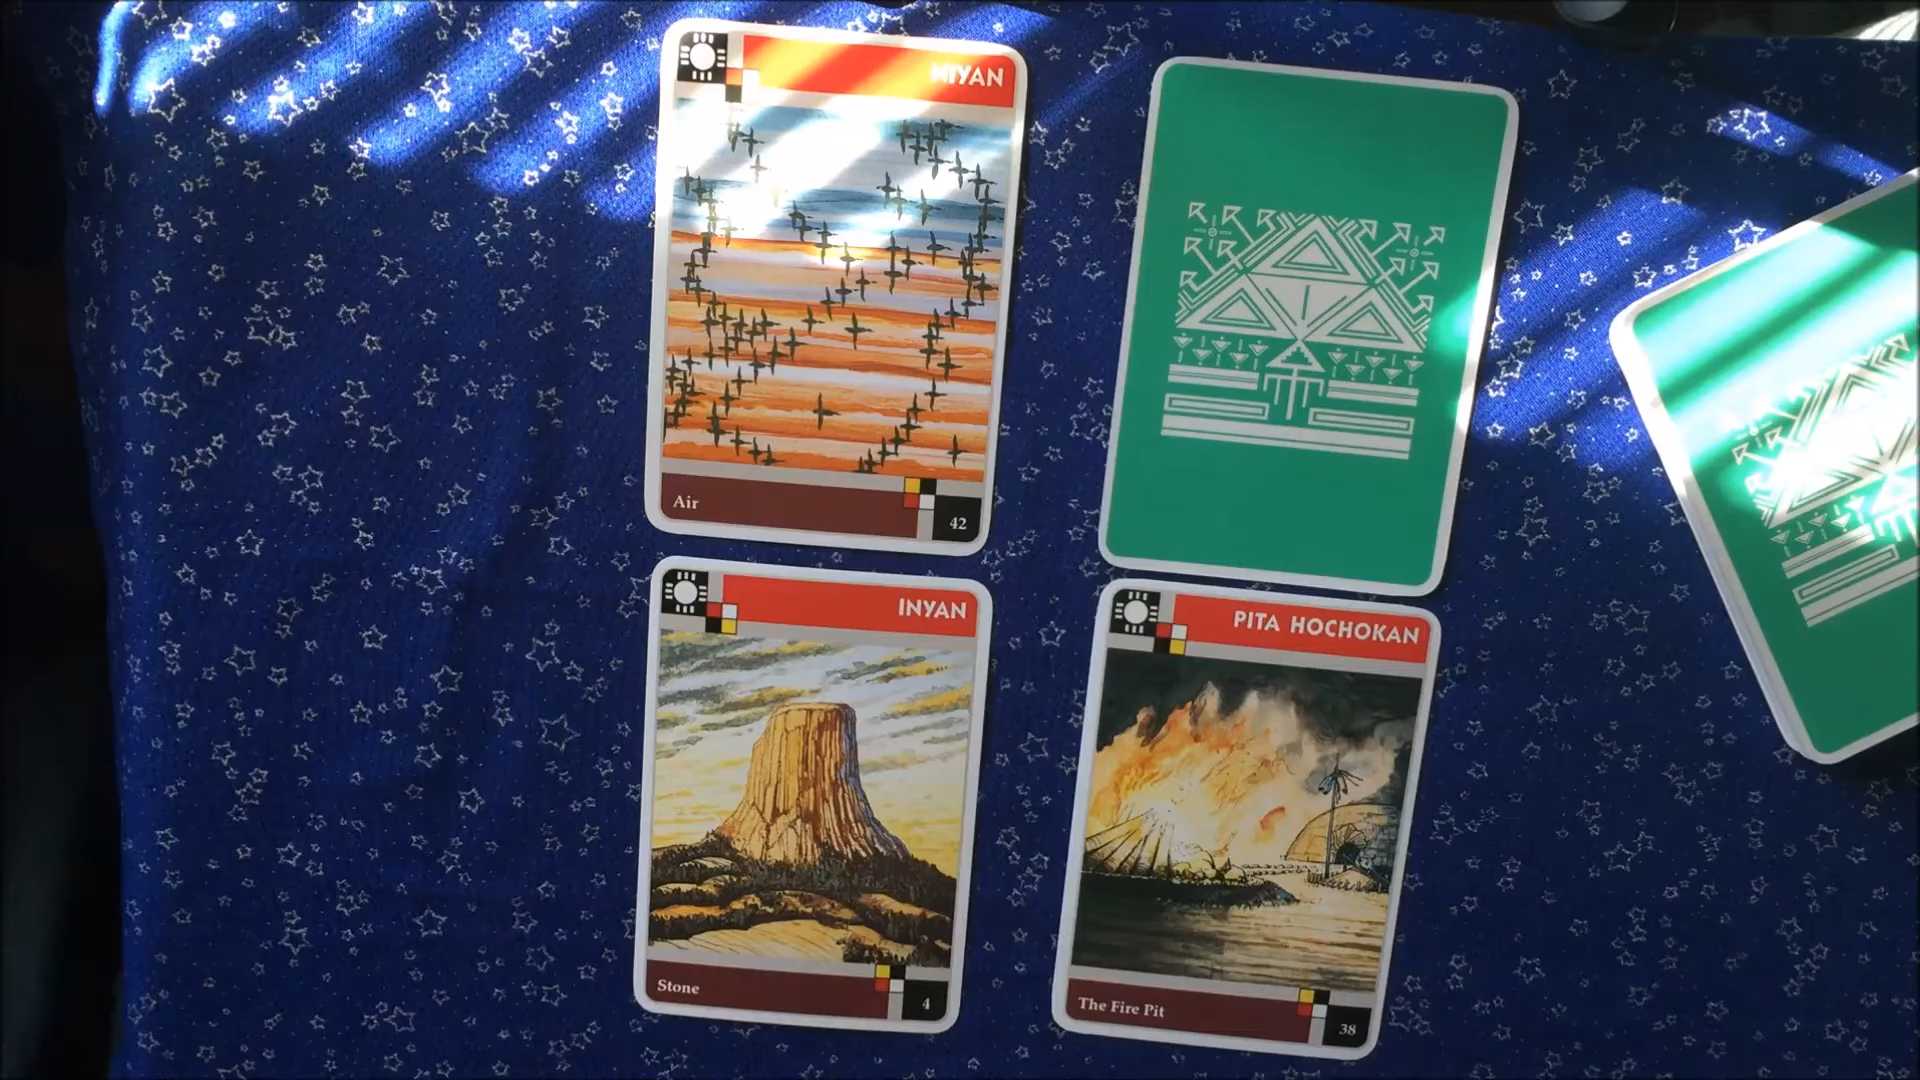 NIYAN
Air
42
INYAN
Stone
4
PITA HOCHOKAN
The Fire Pit
38